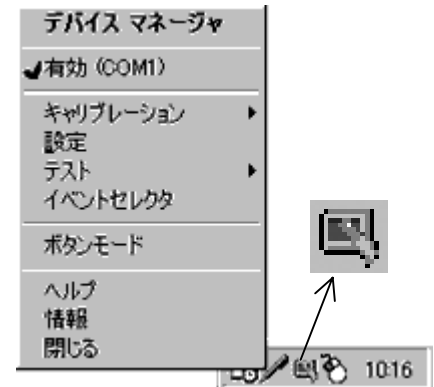 デバイス マネージャ
有効 (COM1)
キャリブレーション
設定
テスト
イベントセレクタ
ボタンモード
ヘルプ
情報
閉じる
10:16